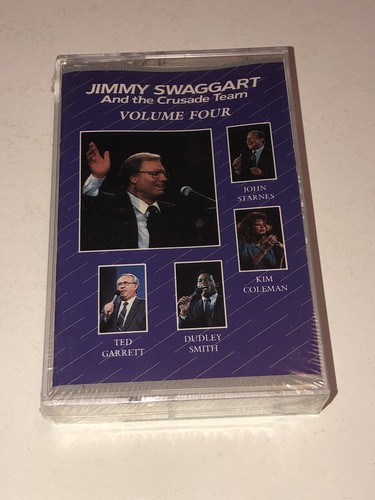 JIMMY SWAGGART
And the Crusade Team
VOLUME FOUR
JOHN
STARNES
KIM
COLEMAN
TED
GARRETT
DUDLEY
SMITH